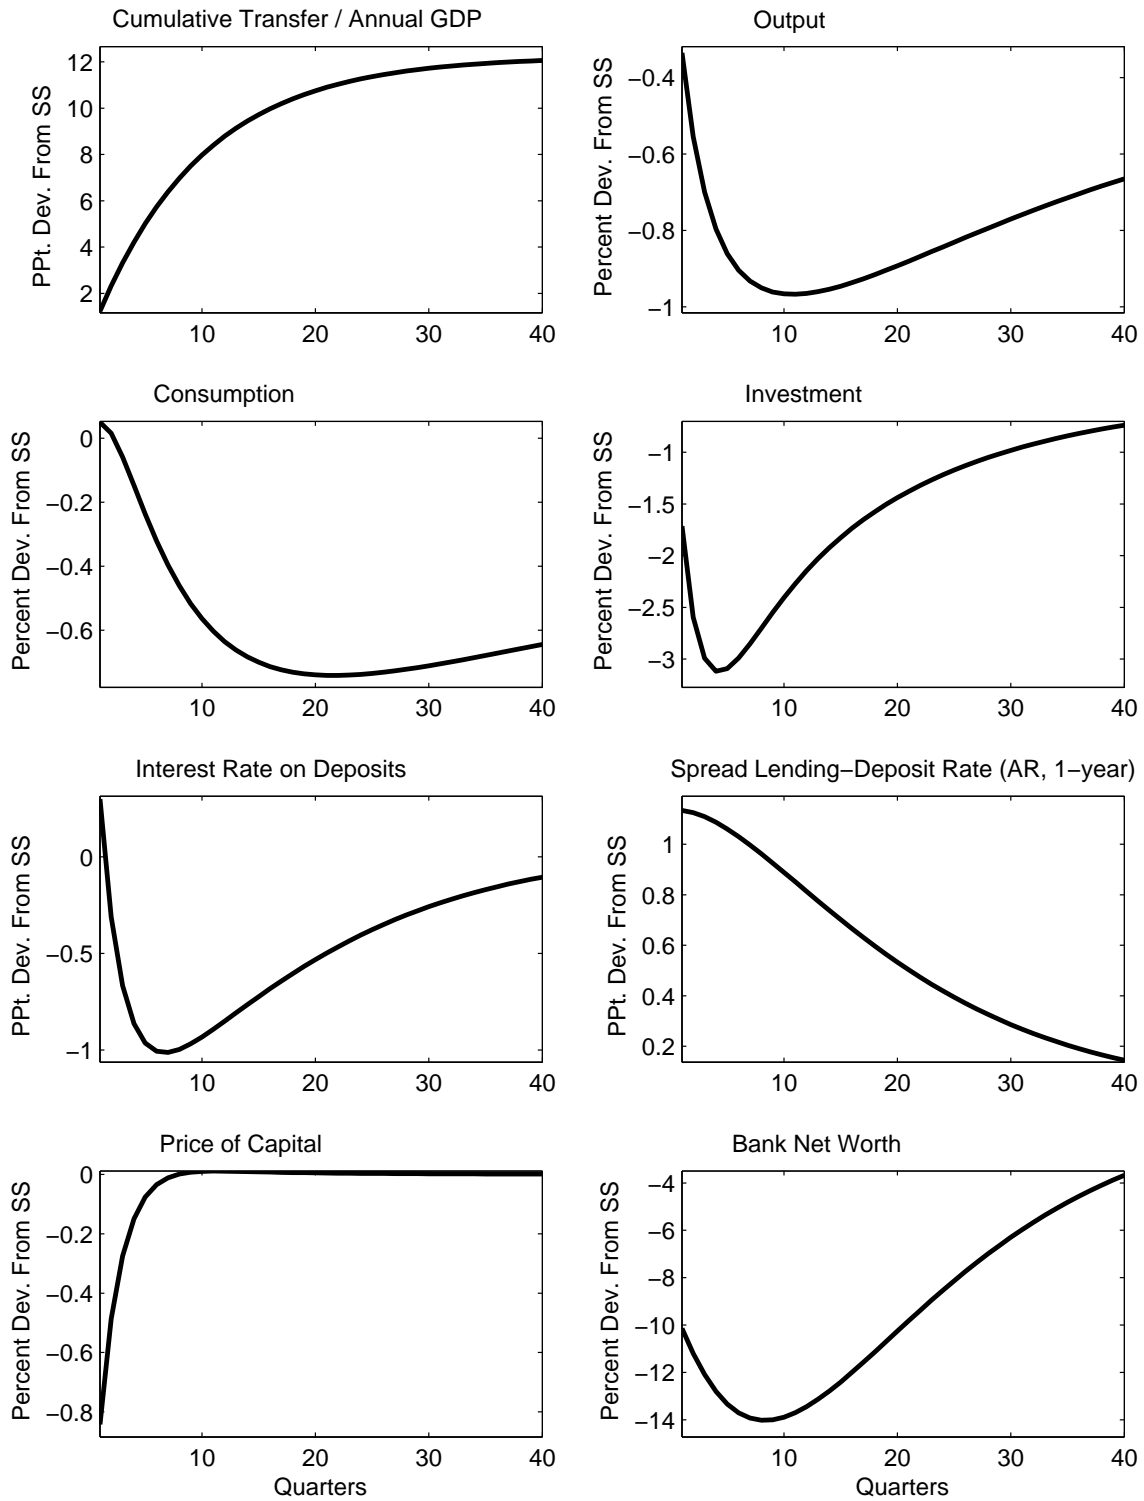 Cumulative Transfer / Annual GDP
PPt. Dev. From SS
12
10
8
6
4
2
10 20 30 40
Output
Percent Dev. From SS
−0.4
−0.6
−0.8
−1
10 20 30 40
Consumption
Percent Dev. From SS
0
−0.2
−0.4
−0.6
10 20 30 40
Investment
Percent Dev. From SS
−1
−1.5
−2
−2.5
−3
10 20 30 40
Interest Rate on Deposits
PPt. Dev. From SS
0
−0.5
−1
10 20 30 40
Spread Lending−Deposit Rate (AR, 1−year)
PPt. Dev. From SS
1
0.8
0.6
0.4
0.2
10 20 30 40
Price of Capital
Percent Dev. From SS
0
−0.2
−0.4
−0.6
−0.8
10 20 30 40
Quarters
Bank Net Worth
Percent Dev. From SS
−4
−6
−8
−10
−12
−14
10 20 30 40
Quarters